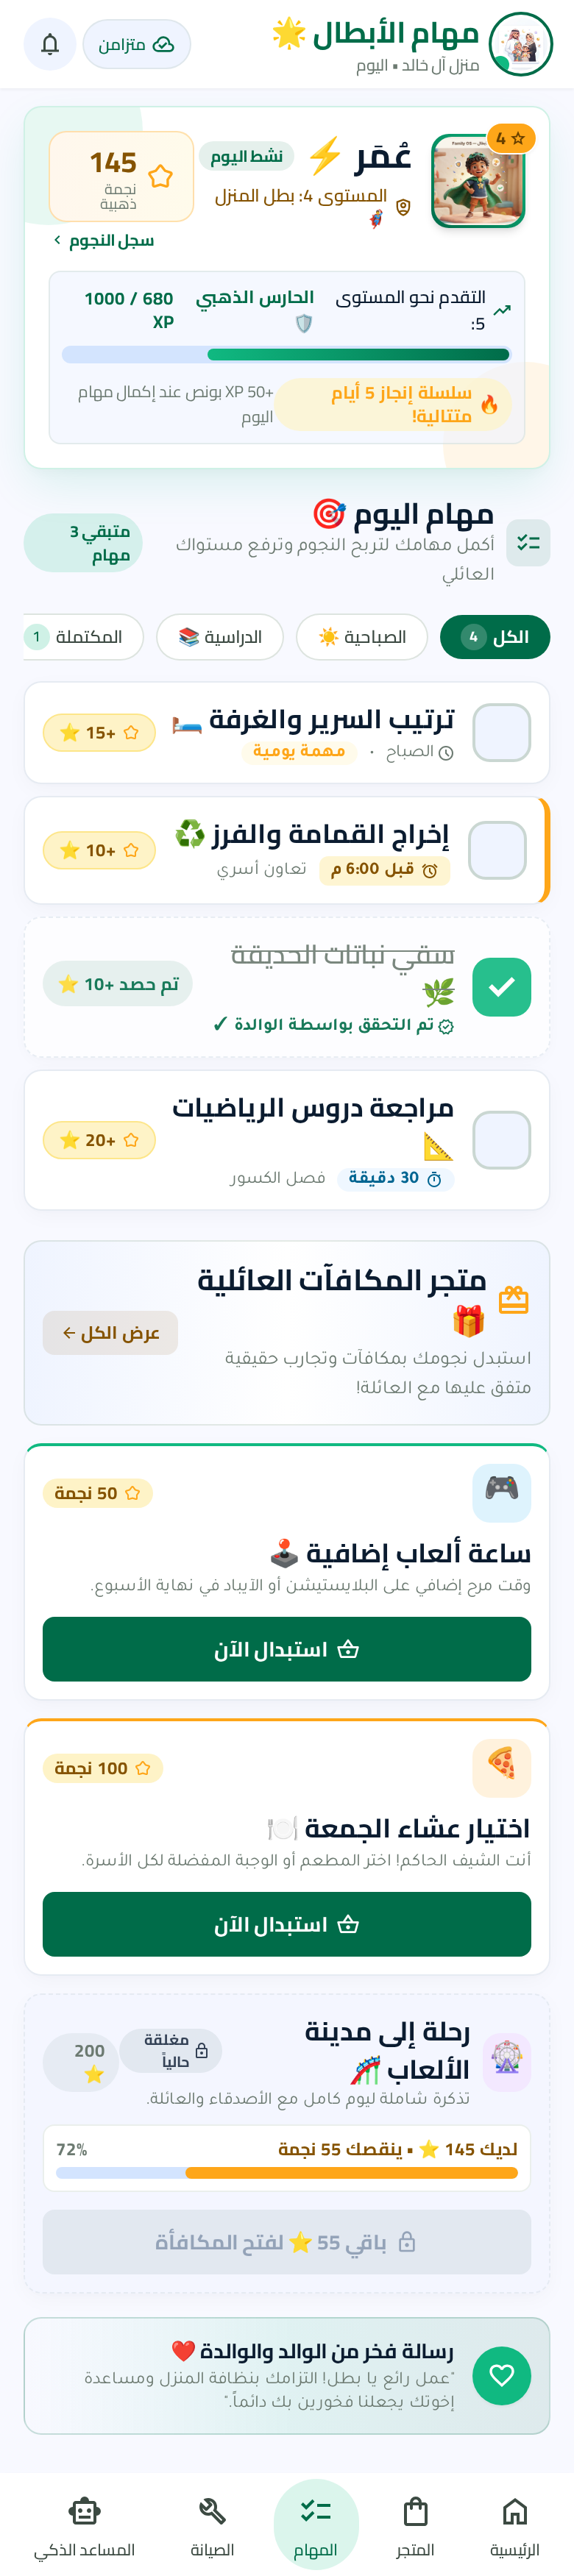 مهام الأبطال 🌟
منزل آل خالد • اليوم
متزامن
4
عُمَر ⚡
نشط اليوم
المستوى 4: بطل المنزل 🦸
145
نجمة
ذهبية
سجل النجوم
التقدم نحو المستوى
5:
الحارس الذهبي 🛡️
680 / 1000
XP
سلسلة إنجاز 5 أيام
متتالية!
+50 XP بونص عند إكمال مهام
اليوم
مهام اليوم 🎯
أكمل مهامك لتربح النجوم وترفع مستواك
العائلي
متبقي 3
مهام
الكل 4
الصباحية ☀️
الدراسية 📚
المكتملة 1
ترتيب السرير والغرفة 🛏️
الصباح • مهمة يومية
+15 ⭐
إخراج القمامة والفرز ♻️
قبل 6:00 م
تعاون أسري
+10 ⭐
سقي نباتات الحديقة 🌿
تم التحقق بواسطة الوالدة ✓
تم حصد +10 ⭐
مراجعة دروس الرياضيات 📐
30 دقيقة
فصل الكسور
+20 ⭐
متجر المكافآت العائلية 🎁
استبدل نجومك بمكافآت وتجارب حقيقية
متفق عليها مع العائلة!
عرض الكل ←
50 نجمة
ساعة ألعاب إضافية 🕹️
وقت مرح إضافي على البلايستيشن أو الآيباد في نهاية الأسبوع.
استبدال الآن
100 نجمة
اختيار عشاء الجمعة 🍽️
أنت الشيف الحاكم! اختر المطعم أو الوجبة المفضلة لكل الأسرة.
استبدال الآن
رحلة إلى مدينة
الألعاب 🎢
مغلقة
حالياً
200
⭐
تذكرة شاملة ليوم كامل مع الأصدقاء والعائلة.
لديك 145 ⭐ • ينقصك 55 نجمة
72%
باقي 55 ⭐ لفتح المكافأة
رسالة فخر من الوالد والوالدة ❤️
"عمل رائع يا بطل! التزامك بنظافة المنزل ومساعدة
إخوتك يجعلنا فخورين بك دائماً."
الرئيسية
المتجر
المهام
الصيانة
المساعد الذكي